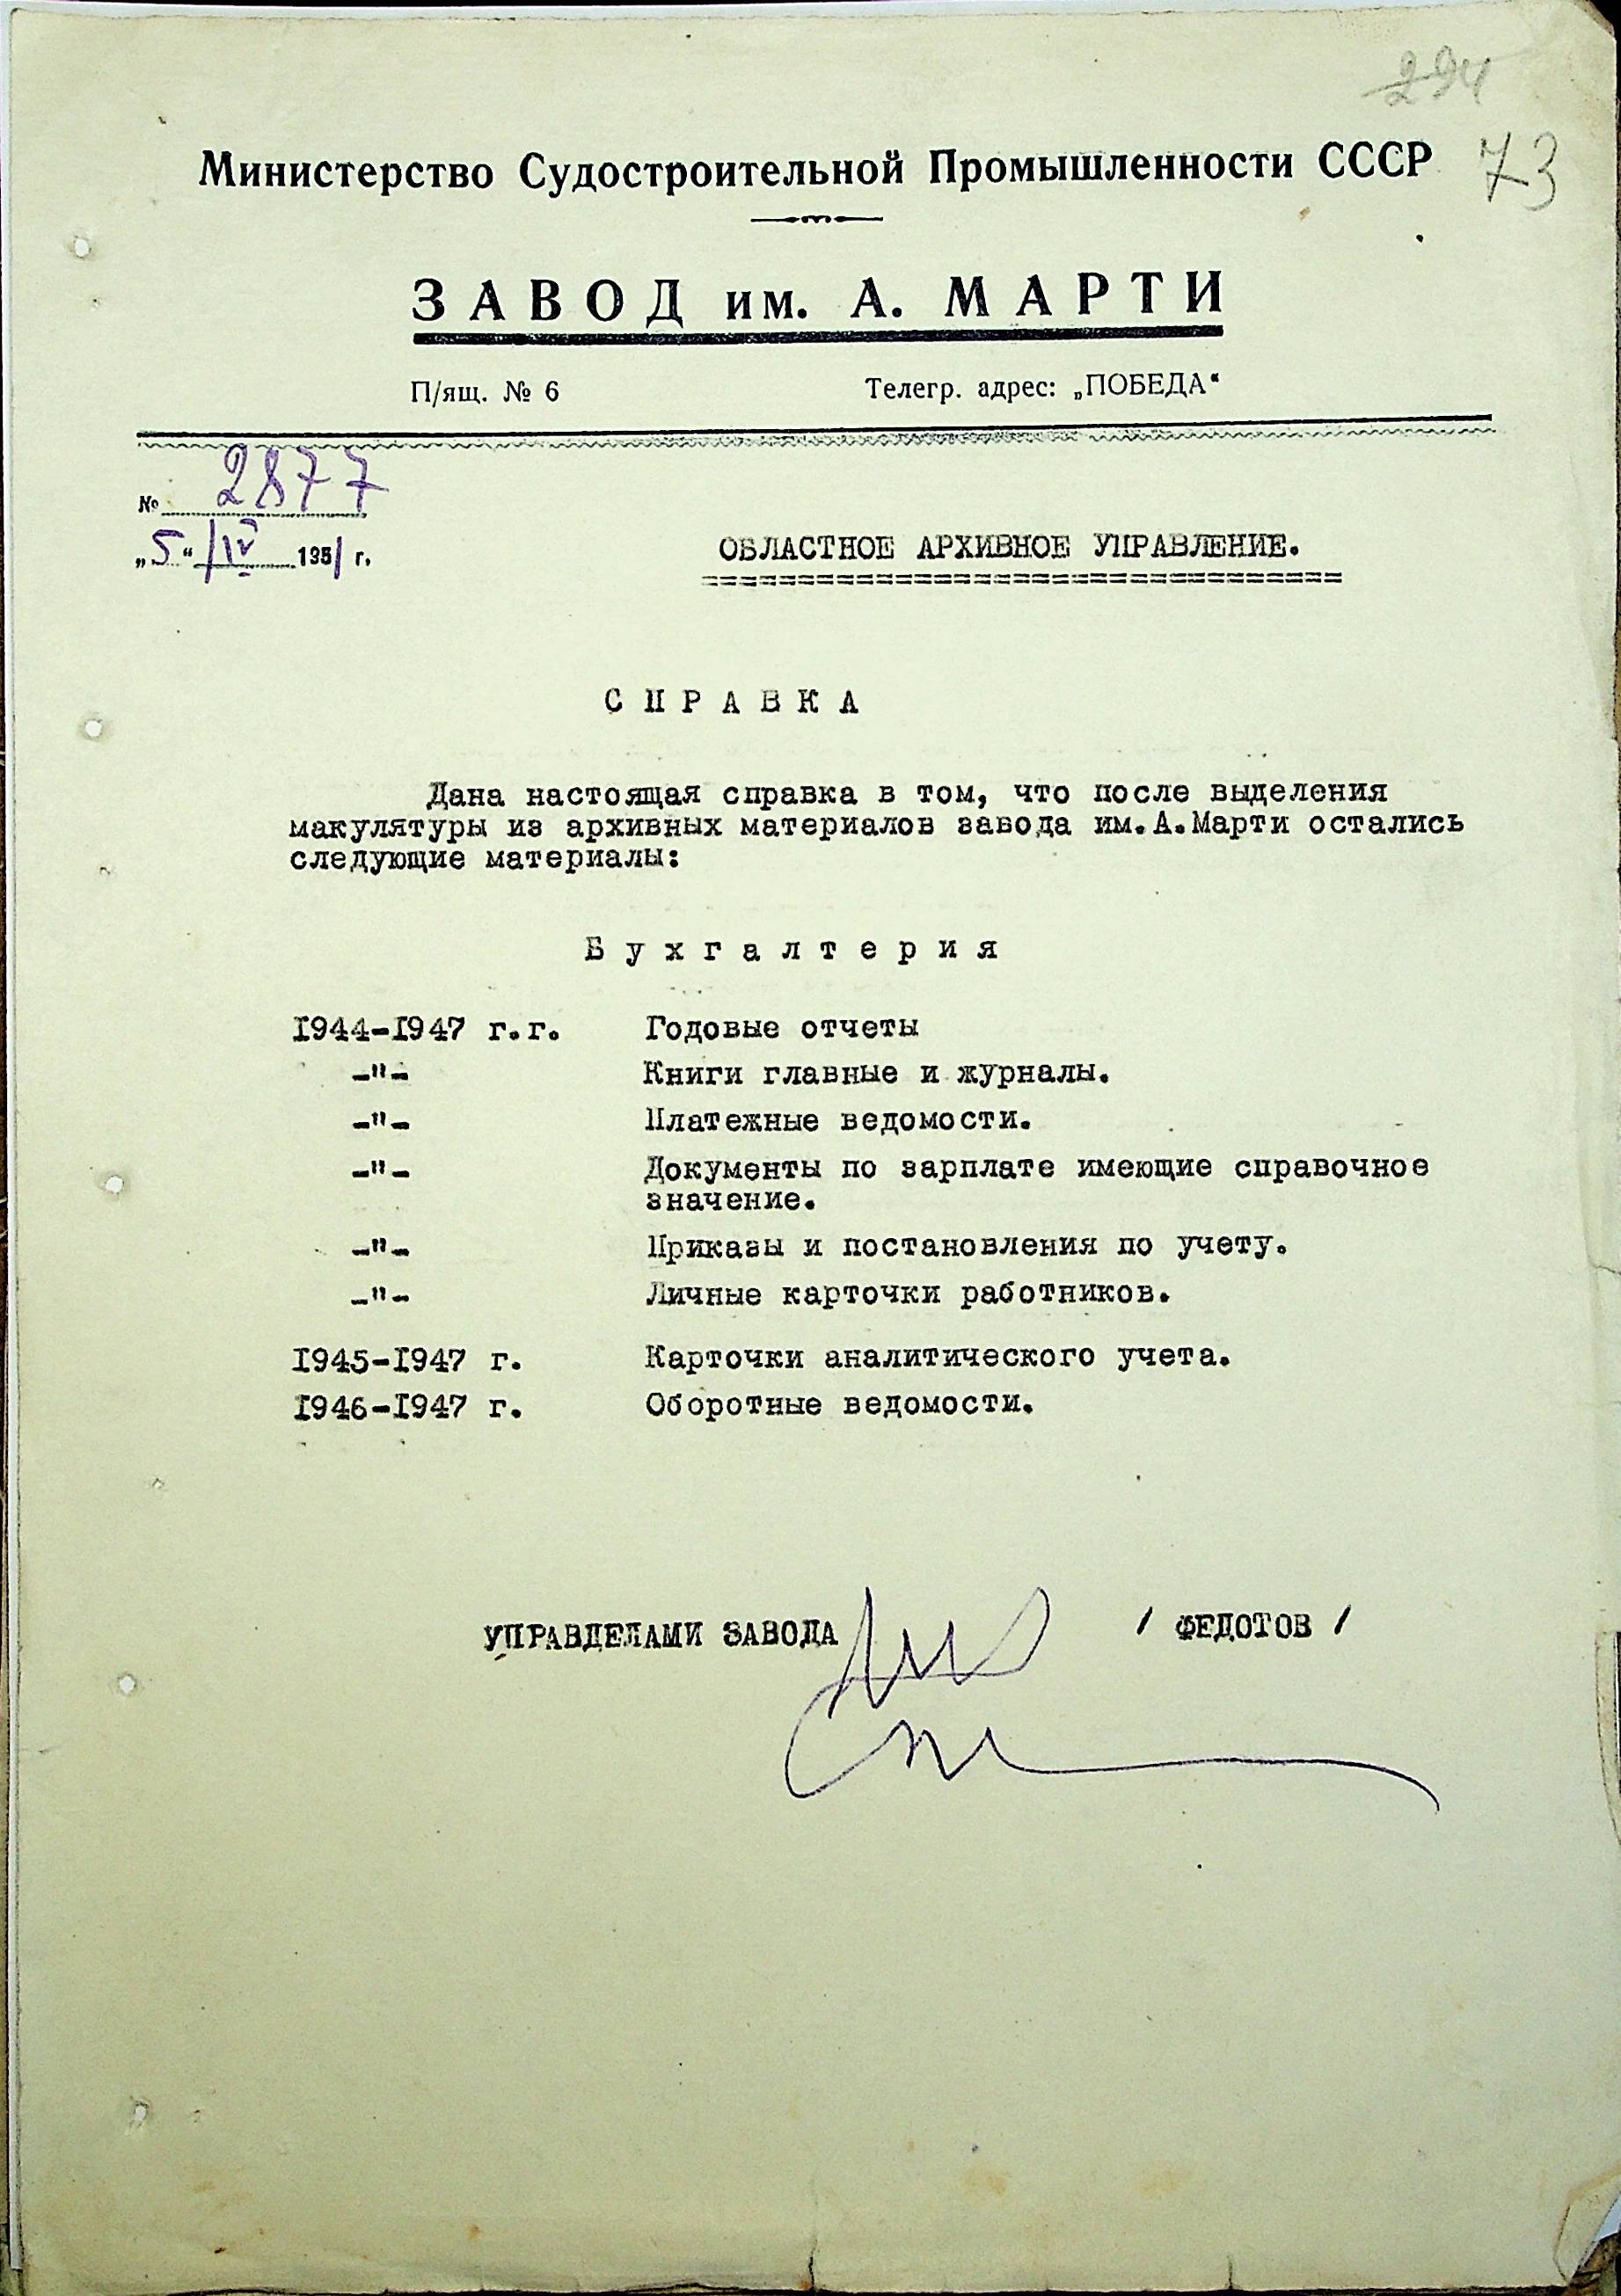 294
73
Министерство Судостроительной Промышленности СССР
ЗАВОД им. А. МАРТИ
П/ящ. № 6 Телегр. адрес: „ПОБЕДА“
№ 2877
„5“ /IV 1951 г.
ОБЛАСТНОЕ АРХИВНОЕ УПРАВЛЕНИЕ.
СПРАВКА
Дана настоящая справка в том, что после выделения
макулятуры из архивных материалов завода им.А.Марти остались
следующие материалы:
Бухгалтерия
1944-1947 г.г. Годовые отчеты
-"- Книги главные и журналы.
-"- Платежные ведомости.
-"- Документы по зарплате имеющие справочное
значение.
-"- Приказы и постановления по учету.
-"- Личные карточки работников.
1945-1947 г. Карточки аналитического учета.
1946-1947 г. Оборотные ведомости.
УПРАВДЕЛАМИ ЗАВОДА / ФЕДОТОВ /